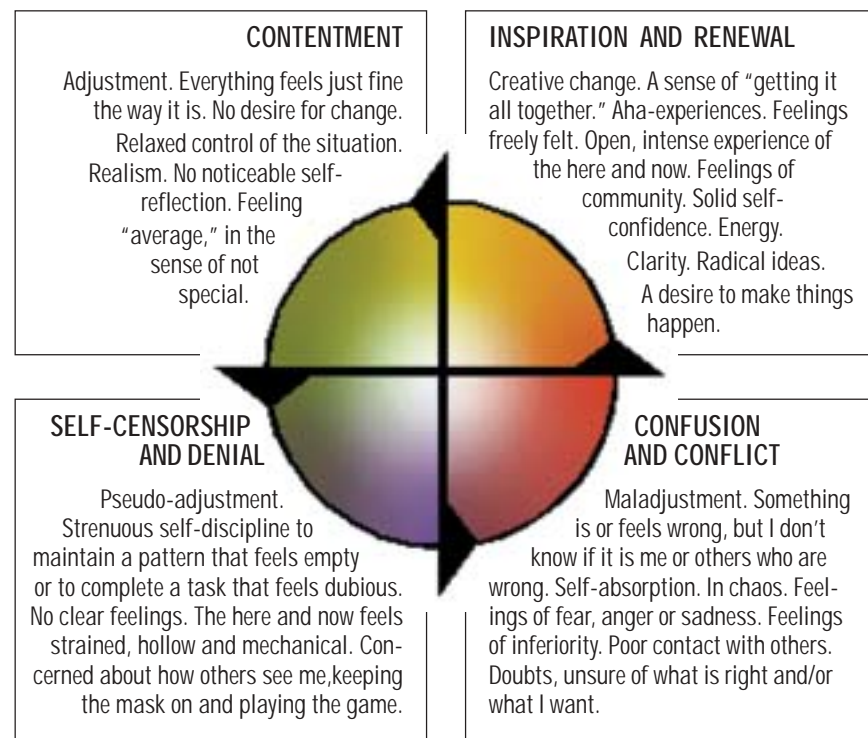 CONTENTMENT
Adjustment. Everything feels just fine
the way it is. No desire for change.
Relaxed control of the situation.
Realism. No noticeable self-
reflection. Feeling
“average,” in the
sense of not
special.
INSPIRATION AND RENEWAL
Creative change. A sense of “getting it
all together.” Aha-experiences. Feelings
freely felt. Open, intense experience of
the here and now. Feelings of
community. Solid self-
confidence. Energy.
Clarity. Radical ideas.
A desire to make things
happen.
SELF-CENSORSHIP
AND DENIAL
Pseudo-adjustment.
Strenuous self-discipline to
maintain a pattern that feels empty
or to complete a task that feels dubious.
No clear feelings. The here and now feels
strained, hollow and mechanical. Con-
cerned about how others see me,keeping
the mask on and playing the game.
CONFUSION
AND CONFLICT
Maladjustment. Something
is or feels wrong, but I don’t
know if it is me or others who are
wrong. Self-absorption. In chaos. Feel-
ings of fear, anger or sadness. Feelings
of inferiority. Poor contact with others.
Doubts, unsure of what is right and/or
what I want.